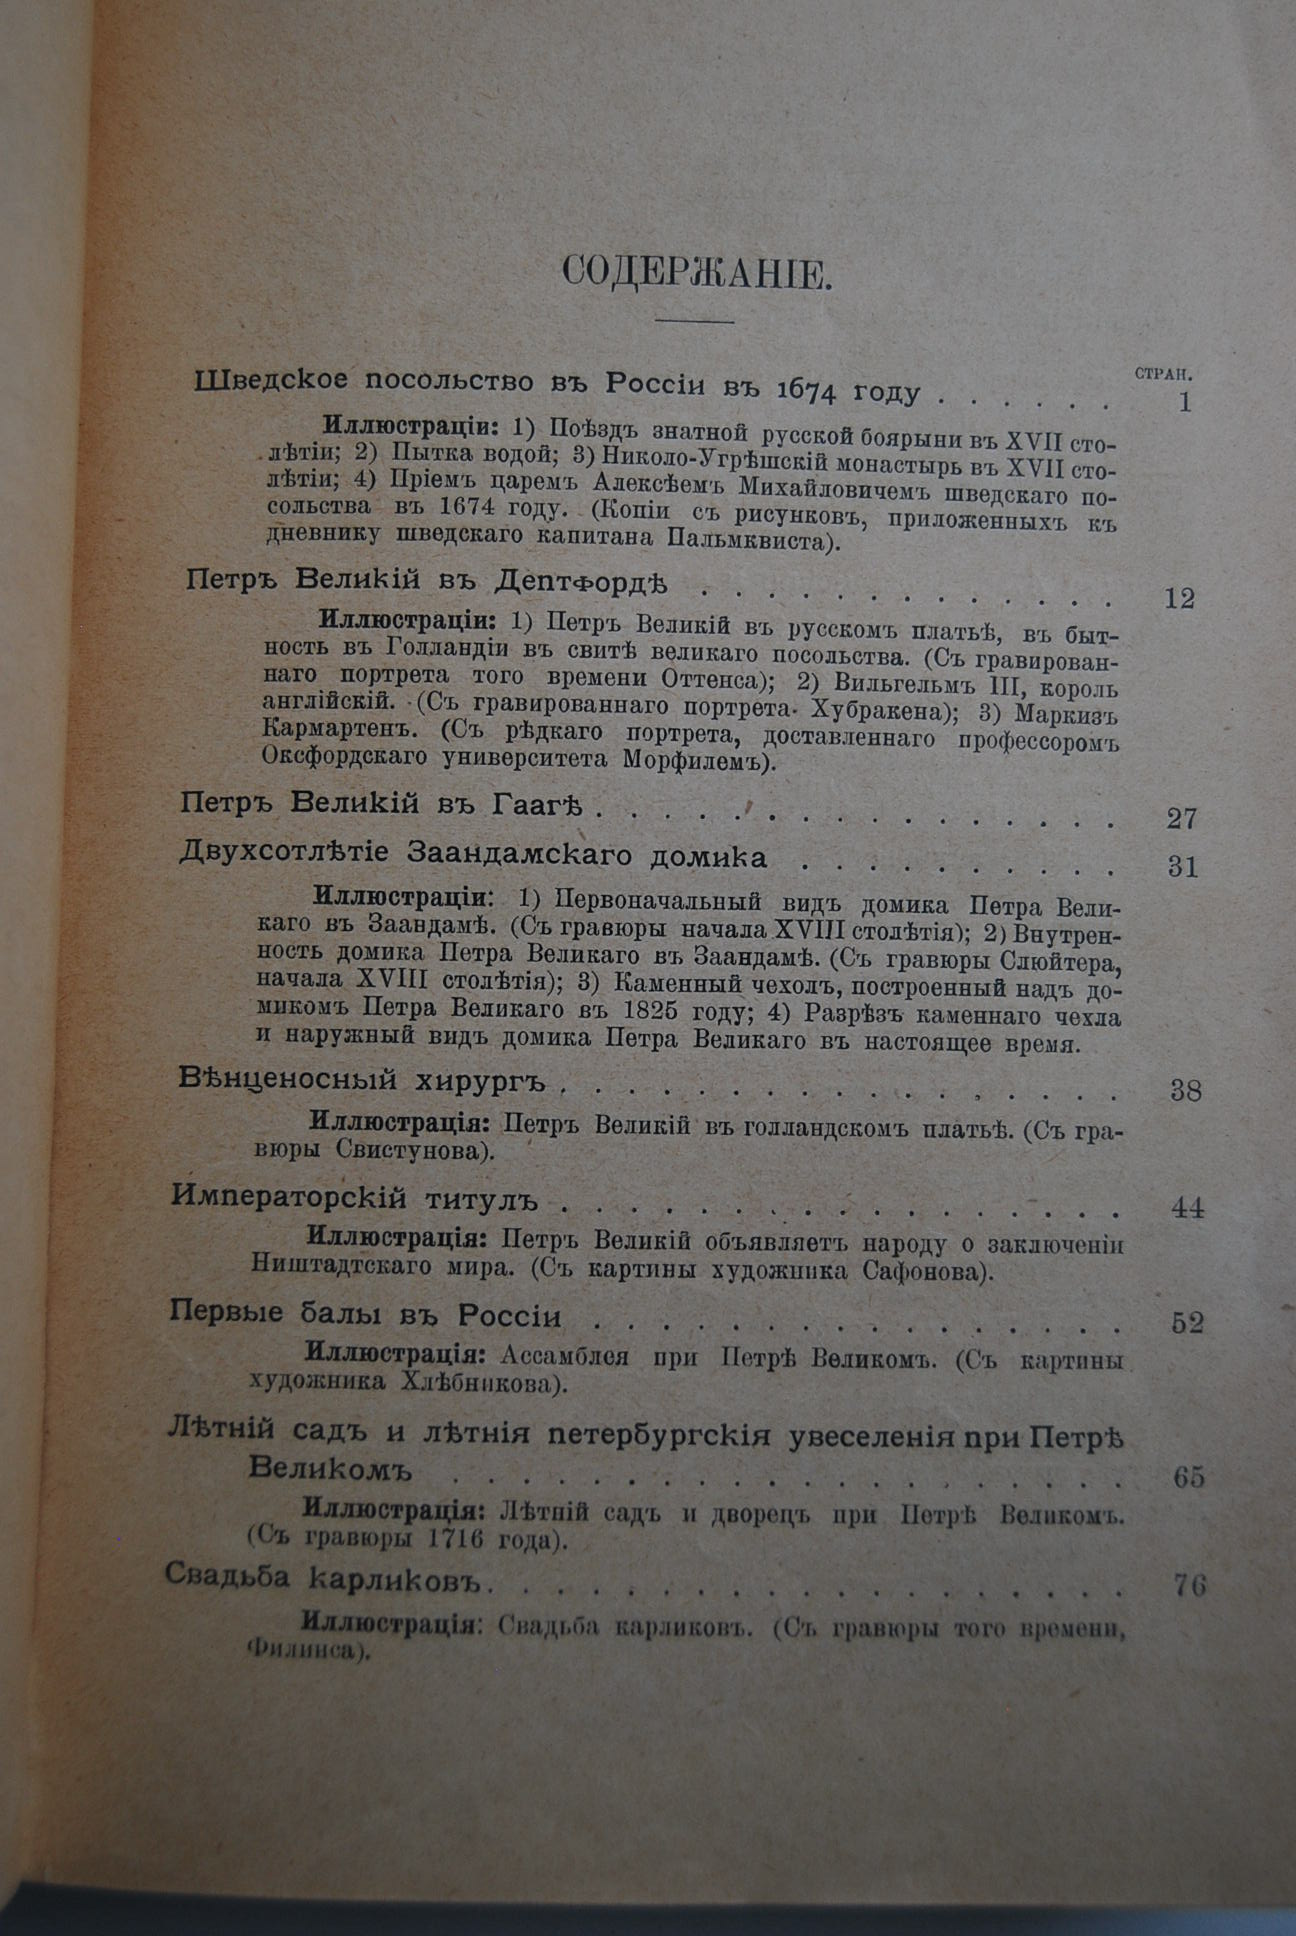 СОДЕРЖАНІЕ.
СТРАН.
Шведское посольство въ Россіи въ 1674 году . . . . . . 1
Иллюстраціи: 1) Поѣздъ знатной русской боярыни въ XVII сто-
лѣтіи; 2) Пытка водой; 3) Николо-Угрѣшскій монастырь въ XVII сто-
лѣтіи; 4) Пріемъ царемъ Алексѣемъ Михайловичемъ шведскаго по-
сольства въ 1674 году. (Копіи съ рисунковъ, приложенныхъ къ
дневнику шведскаго капитана Пальмквиста).
Петръ Великій въ Дептфордѣ . . . . . . . . . . . . . 12
Иллюстраціи: 1) Петръ Великій въ русскомъ платьѣ, въ быт-
ность въ Голландіи въ свитѣ великаго посольства. (Съ гравирован-
наго портрета того времени Оттенса); 2) Вильгельмъ III, король
англійскій. (Съ гравированнаго портрета Хубракена); 3) Маркизъ
Кармартенъ. (Съ рѣдкаго портрета, доставленнаго профессоромъ
Оксфордскаго университета Морфилемъ).
Петръ Великій въ Гаагѣ . . . . . . . . . . . . . . . . 27
Двухсотлѣтіе Заандамскаго домика . . . . . . . . . . 31
Иллюстраціи: 1) Первоначальный видъ домика Петра Вели-
каго въ Заандамѣ. (Съ гравюры начала XVIII столѣтія); 2) Внутрен-
ность домика Петра Великаго въ Заандамѣ. (Съ гравюры Слюйтера,
начала XVIII столѣтія); 3) Каменный чехолъ, построенный надъ до-
микомъ Петра Великаго въ 1825 году; 4) Разрѣзъ каменнаго чехла
и наружный видъ домика Петра Великаго въ настоящее время.
Вѣнценосный хирургъ . . . . . . . . . . . . . . . . . 38
Иллюстрація: Петръ Великій въ голландскомъ платьѣ. (Съ гра-
вюры Свистунова).
Императорскій титулъ . . . . . . . . . . . . . . . . . 44
Иллюстрація: Петръ Великій объявляетъ народу о заключеніи
Ништадтскаго мира. (Съ картины художника Сафонова).
Первые балы въ Россіи . . . . . . . . . . . . . . . . 52
Иллюстрація: Ассамблея при Петрѣ Великомъ. (Съ картины
художника Хлѣбникова).
Лѣтній садъ и лѣтнія петербургскія увеселенія при Петрѣ
Великомъ . . . . . . . . . . . . . . . . . . . . 65
Иллюстрація: Лѣтній садъ и дворецъ при Петрѣ Великомъ.
(Съ гравюры 1716 года).
Свадьба карликовъ. . . . . . . . . . . . . . . . . . . 76
Иллюстрація: Свадьба карликовъ. (Съ гравюры того времени,
Филинса).